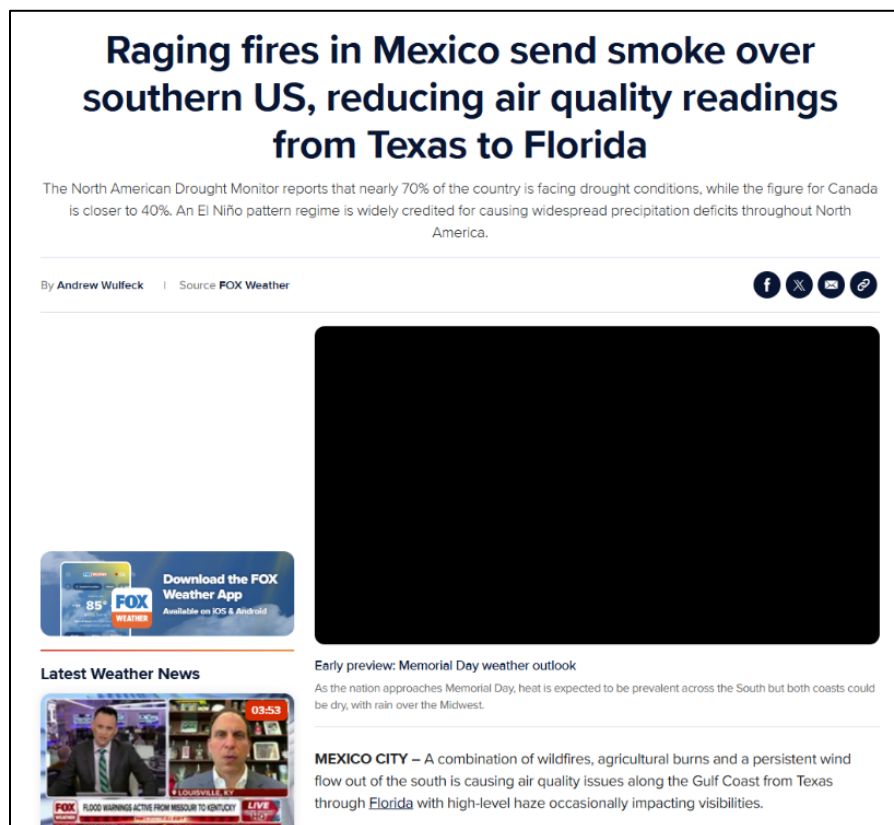 Raging fires in Mexico send smoke over
southern US, reducing air quality readings
from Texas to Florida
The North American Drought Monitor reports that nearly 70% of the country is facing drought conditions, while the figure for Canada
is closer to 40%. An El Niño pattern regime is widely credited for causing widespread precipitation deficits throughout North
America.
By Andrew Wulfeck | Source FOX Weather
Download the FOX
Weather App
Available on iOS & Android
85°
FOX
WEATHER
Early preview: Memorial Day weather outlook
As the nation approaches Memorial Day, heat is expected to be prevalent across the South but both coasts could
be dry, with rain over the Midwest.
Latest Weather News
03:53
LOUISVILLE, KY
FOX
FLOOD WARNINGS ACTIVE FROM MISSOURI TO KENTUCKY
LIVE
MEXICO CITY – A combination of wildfires, agricultural burns and a persistent wind
flow out of the south is causing air quality issues along the Gulf Coast from Texas
through Florida with high-level haze occasionally impacting visibilities.